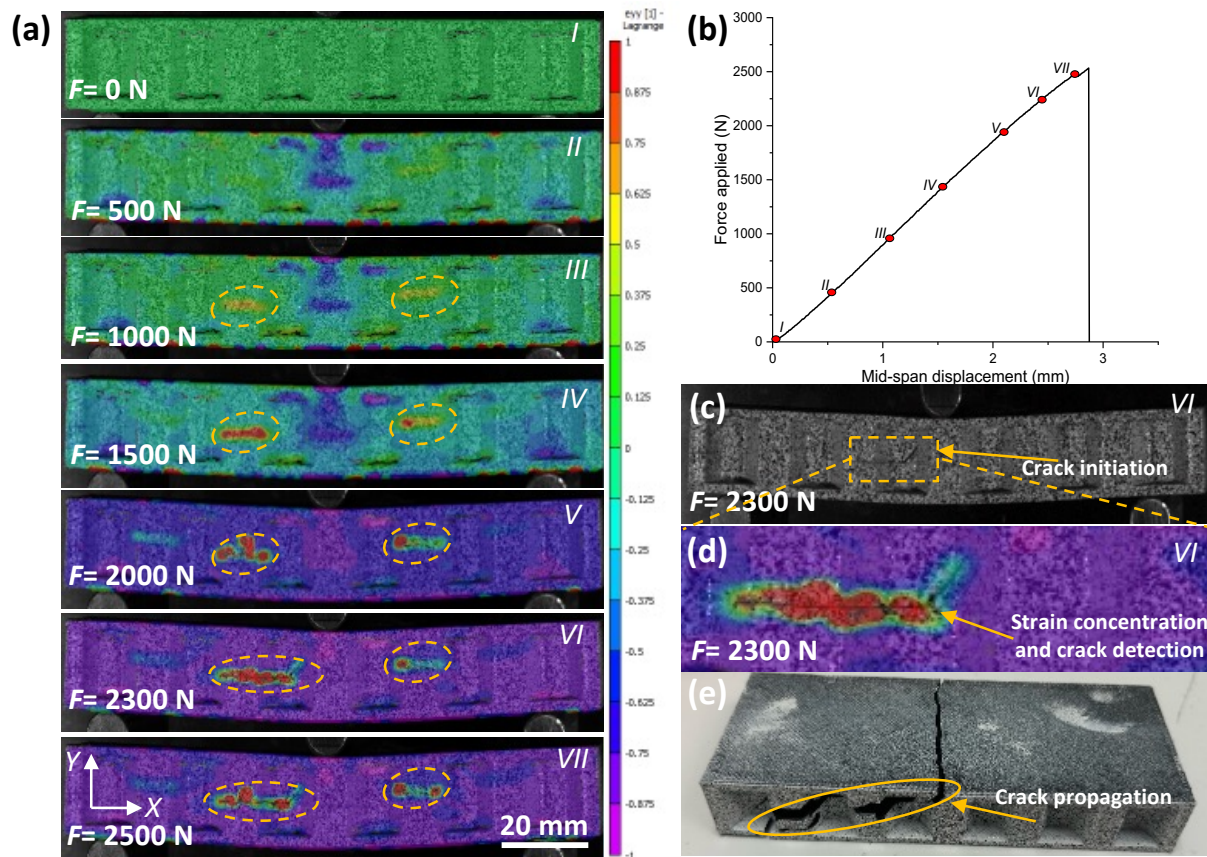 (a)
I
F= 0 N
II
F= 500 N
III
F= 1000 N
IV
F= 1500 N
V
F= 2000 N
VI
F= 2300 N
VII
Y
X
F= 2500 N
20 mm
eyy [1] -
Lagrange
1
0.875
0.75
0.625
0.5
0.375
0.25
0.125
0
-0.125
-0.25
-0.375
-0.5
-0.625
-0.75
-0.875
-1
(b)
Force applied (N)
3000
2500
2000
1500
1000
500
0
I
II
III
IV
V
VI
VII
0
1
2
3
Mid-span displacement (mm)
(c)
VI
Crack initiation
F= 2300 N
(d)
VI
Strain concentration
and crack detection
F= 2300 N
(e)
Crack propagation